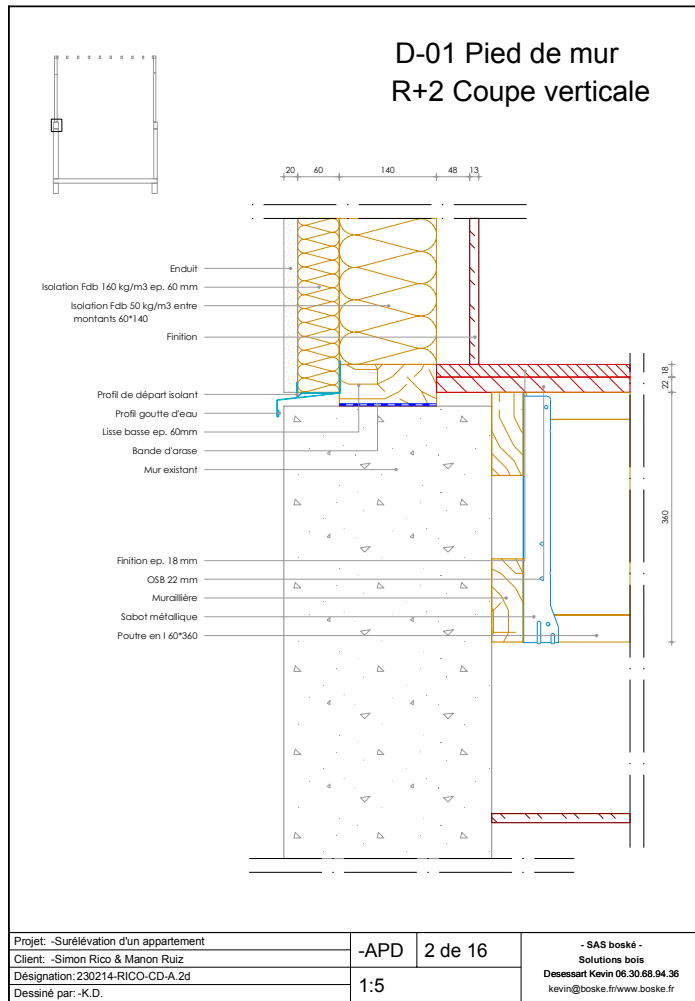 D-01 Pied de mur
R+2 Coupe verticale
20 60 140 48 13
Enduit
Isolation Fdb 160 kg/m3 ep. 60 mm
Isolation Fdb 50 kg/m3 entre
montants 60*140
Finition
Profil de départ isolant
Profil goutte d'eau
Lisse basse ep. 60mm
Bande d'arase
Mur existant
18
22
360
Finition ep. 18 mm
OSB 22 mm
Muraillière
Sabot métallique
Poutre en I 60*360
Projet: -Surélévation d'un appartement
Client: -Simon Rico & Manon Ruiz
Désignation: 230214-RICO-CD-A.2d
Dessiné par: -K.D.
-APD 2 de 16
1:5
- SAS boské -
Solutions bois
Desessart Kevin 06.30.68.94.36
kevin@boske.fr/www.boske.fr